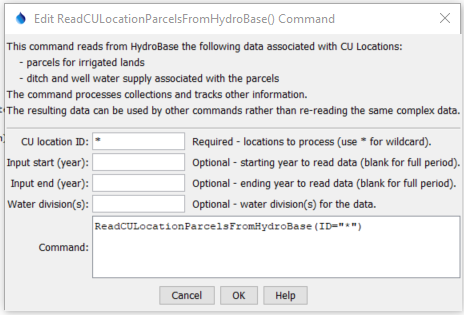 Edit ReadCULocationParcelsFromHydroBase() Command
This command reads from HydroBase the following data associated with CU Locations:
- parcels for irrigated lands
- ditch and well water supply associated with the parcels
The command processes collections and tracks other information.
The resulting data can be used by other commands rather than re-reading the same complex data.
CU location ID: * Required - locations to process (use * for wildcard).
Input start (year): Optional - starting year to read data (blank for full period).
Input end (year): Optional - ending year to read data (blank for full period).
Water division(s): Optional - water division(s) for the data.
Command: ReadCULocationParcelsFromHydroBase(ID="*")
Cancel OK Help